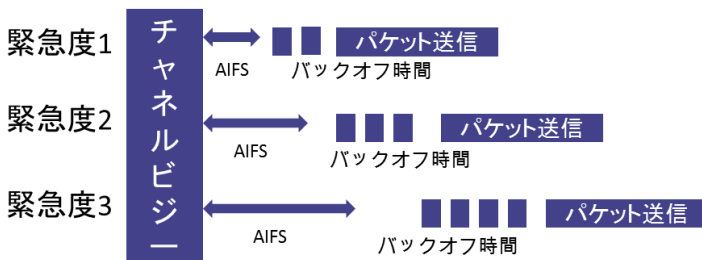 緊急度1
チャネルビジー
AIFS
バックオフ時間
パケット送信
緊急度2
AIFS
バックオフ時間
パケット送信
緊急度3
AIFS
バックオフ時間
パケット送信